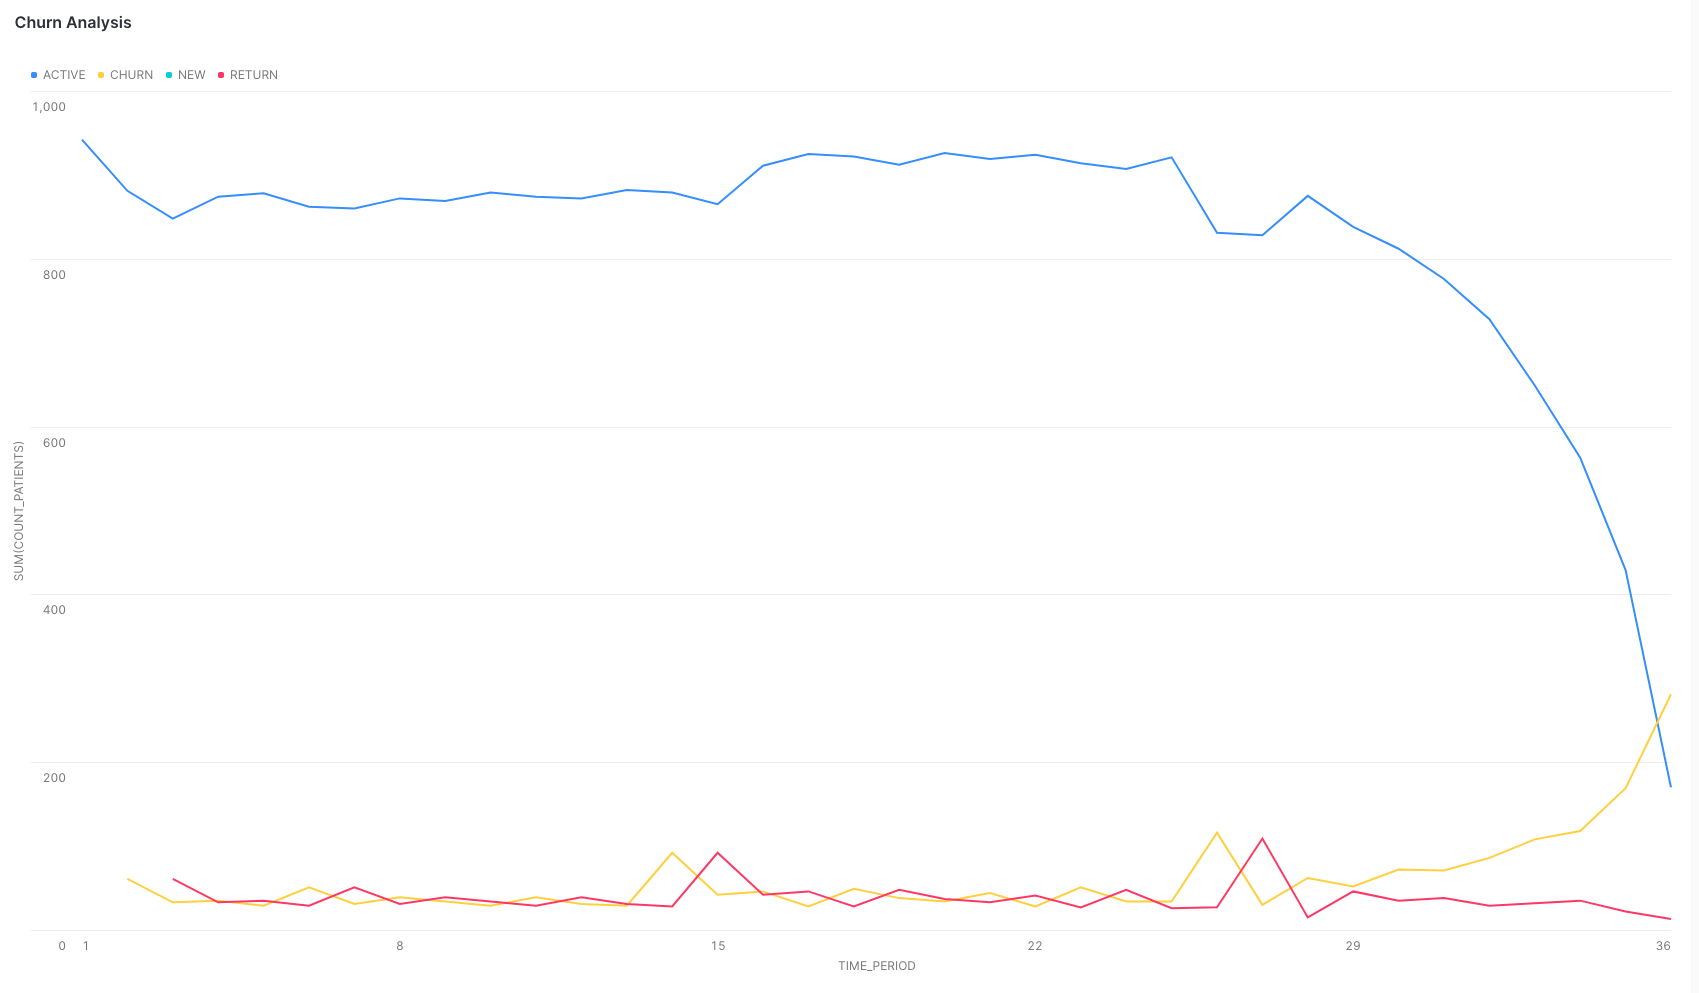 Churn Analysis
ACTIVE CHURN NEW RETURN
1,000
800
600
400
200
0
SUM(COUNT_PATIENTS)
1 8 15 22 29 36
TIME_PERIOD